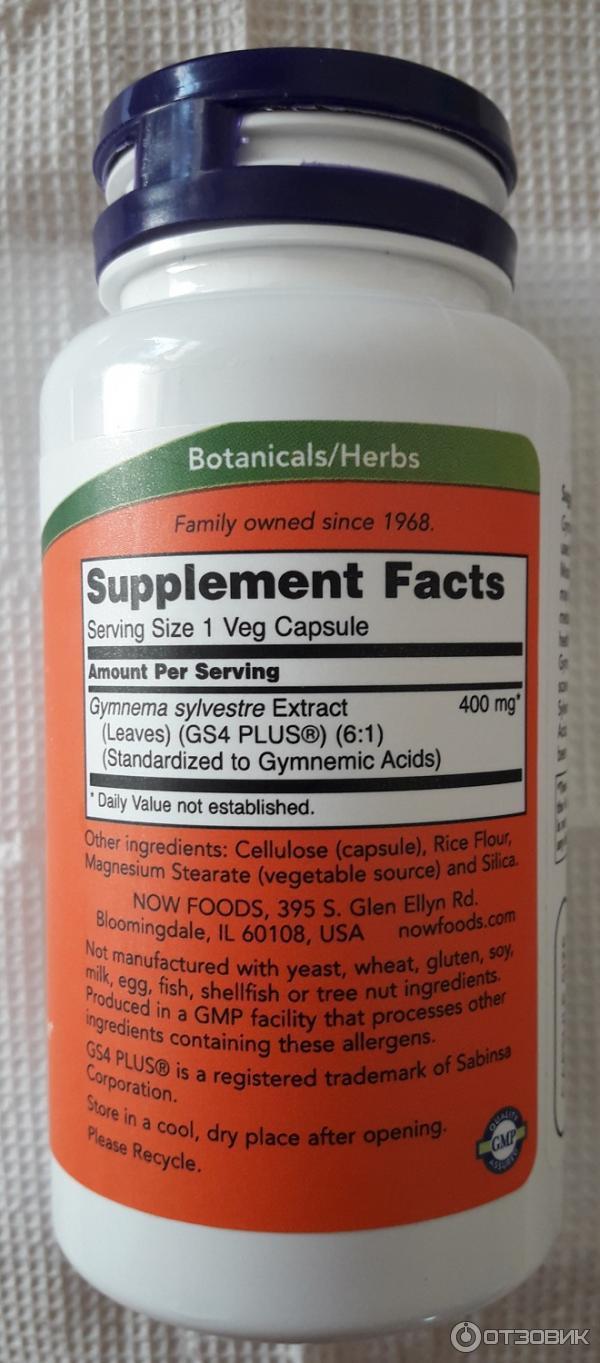 Botanicals/Herbs
Family owned since 1968.
Supplement Facts
Serving Size 1 Veg Capsule
Amount Per Serving
Gymnema sylvestre Extract 400 mg*
(Leaves) (GS4 PLUS®) (6:1)
(Standardized to Gymnemic Acids)
* Daily Value not established.
Other ingredients: Cellulose (capsule), Rice Flour,
Magnesium Stearate (vegetable source) and Silica.
NOW FOODS, 395 S. Glen Ellyn Rd.
Bloomingdale, IL 60108, USA nowfoods.com
Not manufactured with yeast, wheat, gluten, soy,
milk, egg, fish, shellfish or tree nut ingredients.
Produced in a GMP facility that processes other
ingredients containing these allergens.
GS4 PLUS® is a registered trademark of Sabinsa
Corporation.
Store in a cool, dry place after opening.
Please Recycle.
QUALITY
GMP
ASSURED
ОТЗОВИК